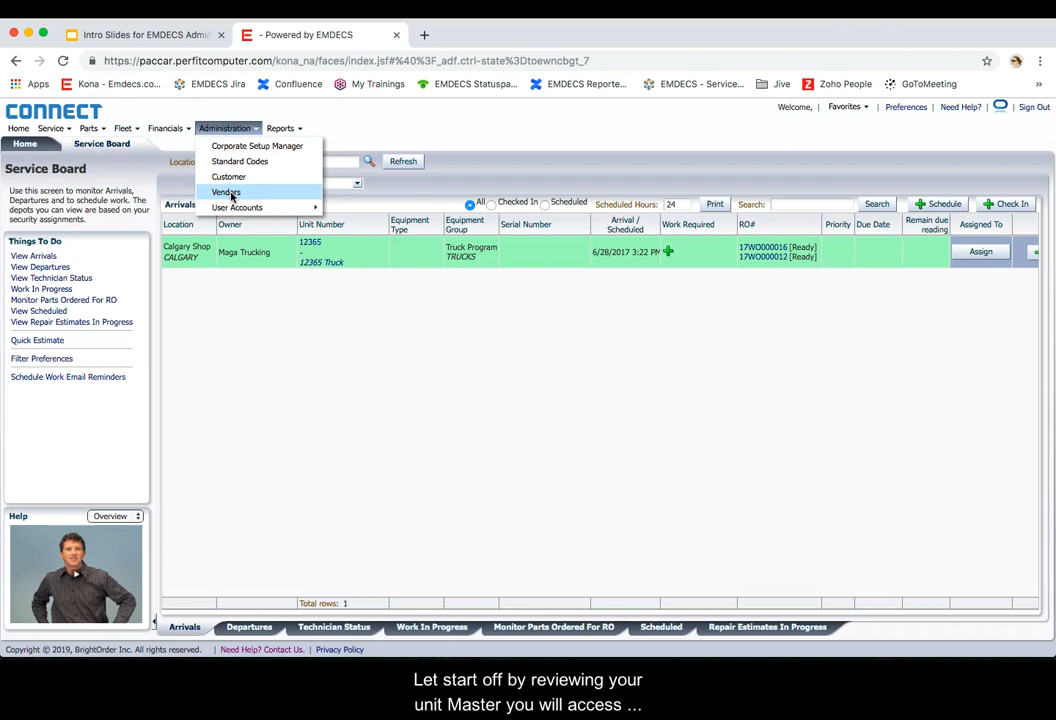 Intro Slides for EMDECS Admin
- Powered by EMDECS
https://paccar.perfitcomputer.com/kona_na/faces/index.jsf#%40%3F_adf.ctrl-state%3Dtoewncbgt_7
Apps Kona - Emdecs.co... EMDECS Jira Confluence My Trainings EMDECS Statuspa... EMDECS Reporte... EMDECS - Service... Jive Zoho People GoToMeeting »
CONNECT
Welcome, Favorites Preferences Need Help? Sign Out
Home Service Parts Fleet Financials Administration Reports
Home Service Board
Corporate Setup Manager
Standard Codes
Customer
Vendors
User Accounts
Service Board
Use this screen to monitor Arrivals,
Departures and to schedule work. The
depots you can view are based on your
security assignments.
Locatio Refresh
Arrivals All Checked In Scheduled Scheduled Hours: 24 Print Search: Search Schedule Check In
Location Owner Unit Number Equipment Type Equipment Group Serial Number Arrival / Scheduled Work Required RO# Priority Due Date Remain due reading Assigned To
Calgary Shop
CALGARY
Maga Trucking
12365
-
12365 Truck
Truck Program
TRUCKS
6/28/2017 3:22 PM
17WO000016 [Ready]
17WO000012 [Ready]
Assign
Things To Do
View Arrivals
View Departures
View Technician Status
Work In Progress
Monitor Parts Ordered For RO
View Scheduled
View Repair Estimates In Progress
Quick Estimate
Filter Preferences
Schedule Work Email Reminders
Help Overview
Total rows: 1
Arrivals Departures Technician Status Work In Progress Monitor Parts Ordered For RO Scheduled Repair Estimates In Progress
Copyright © 2019, BrightOrder Inc. All rights reserved. | Need Help? Contact Us. | Privacy Policy
Let start off by reviewing your
unit Master you will access ...